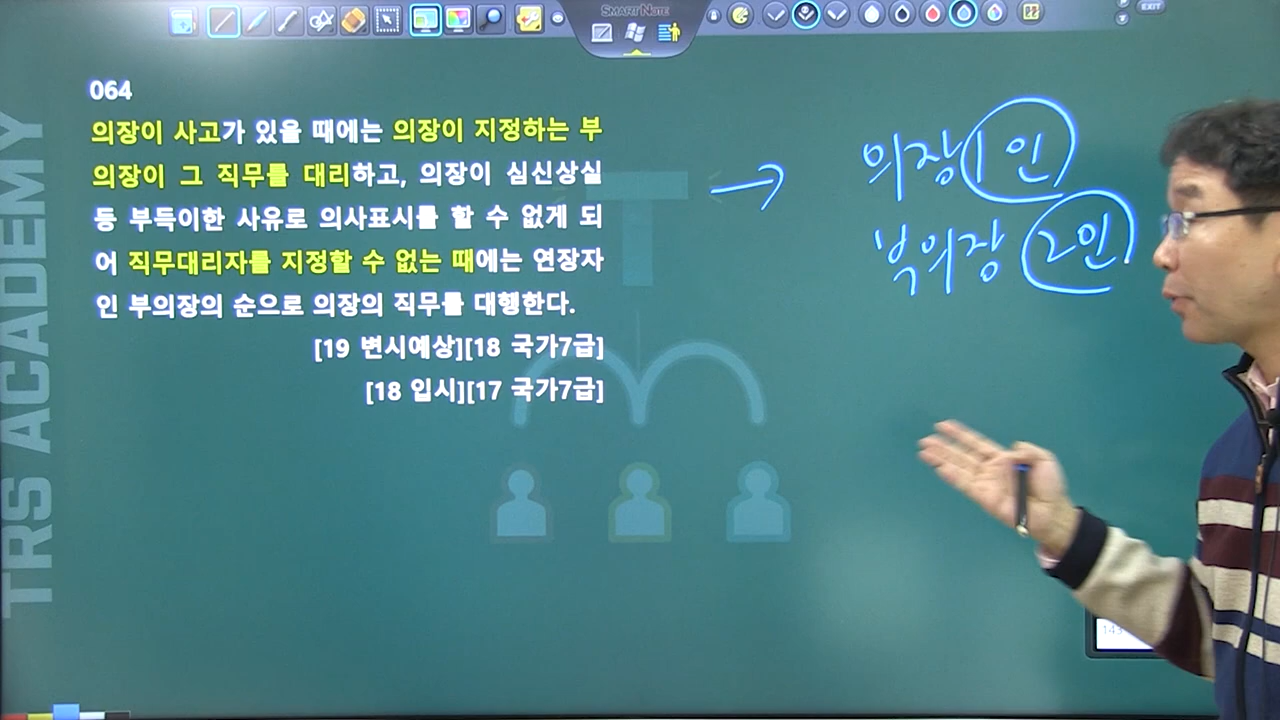 SMART NOTE
EXIT
TRS ACADEMY
064
의장이 사고가 있을 때에는 의장이 지정하는 부
의장이 그 직무를 대리하고, 의장이 심신상실
등 부득이한 사유로 의사표시를 할 수 없게 되
어 직무대리자를 지정할 수 없는 때에는 연장자
인 부의장의 순으로 의장의 직무를 대행한다.
[19 변시예상][18 국가7급]
[18 입시][17 국가7급]
→ 의장 1인
부의장 2인